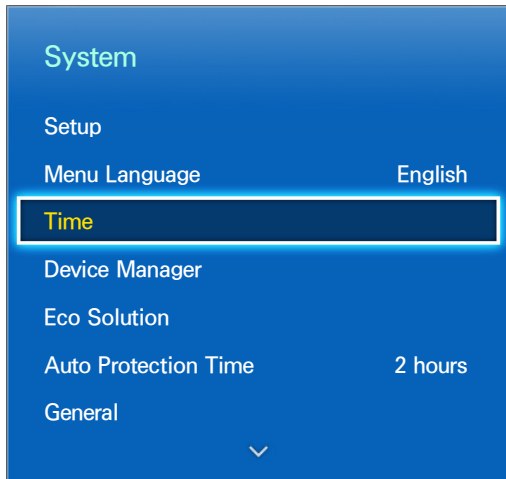 System
Setup
Menu Language English
Time
Device Manager
Eco Solution
Auto Protection Time 2 hours
General